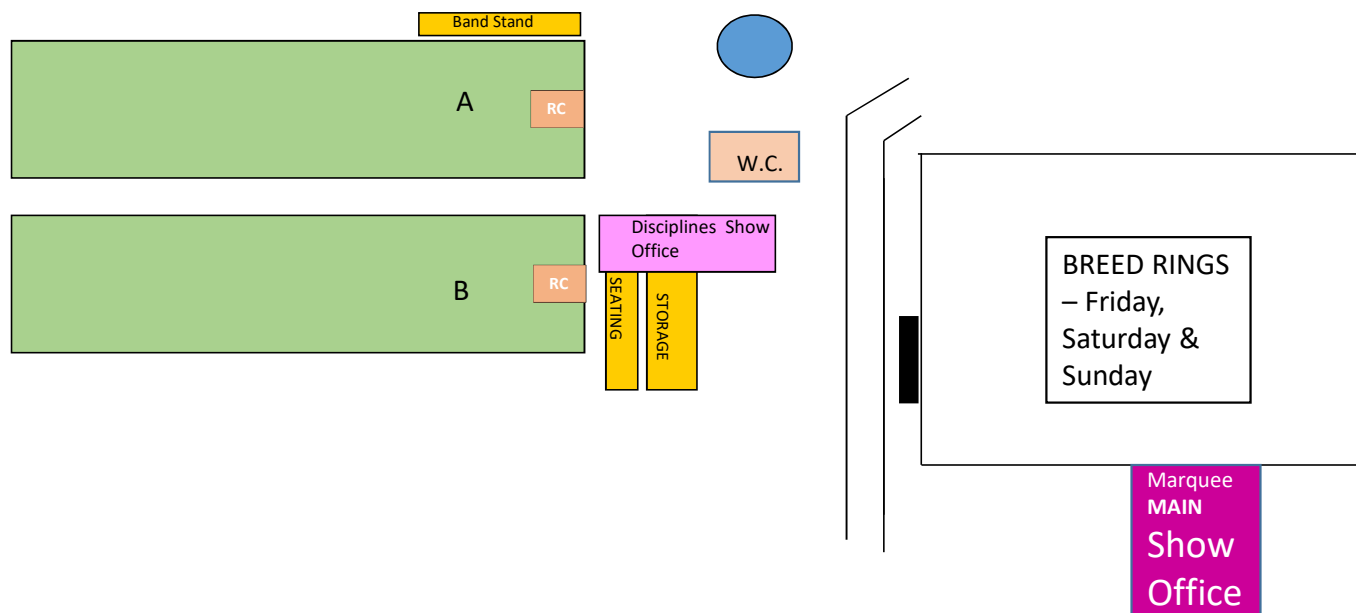 Band Stand
A
RC
W.C.
Disciplines Show
Office
B
RC
SEATING
STORAGE
BREED RINGS
– Friday,
Saturday &
Sunday
Marquee
MAIN
Show
Office